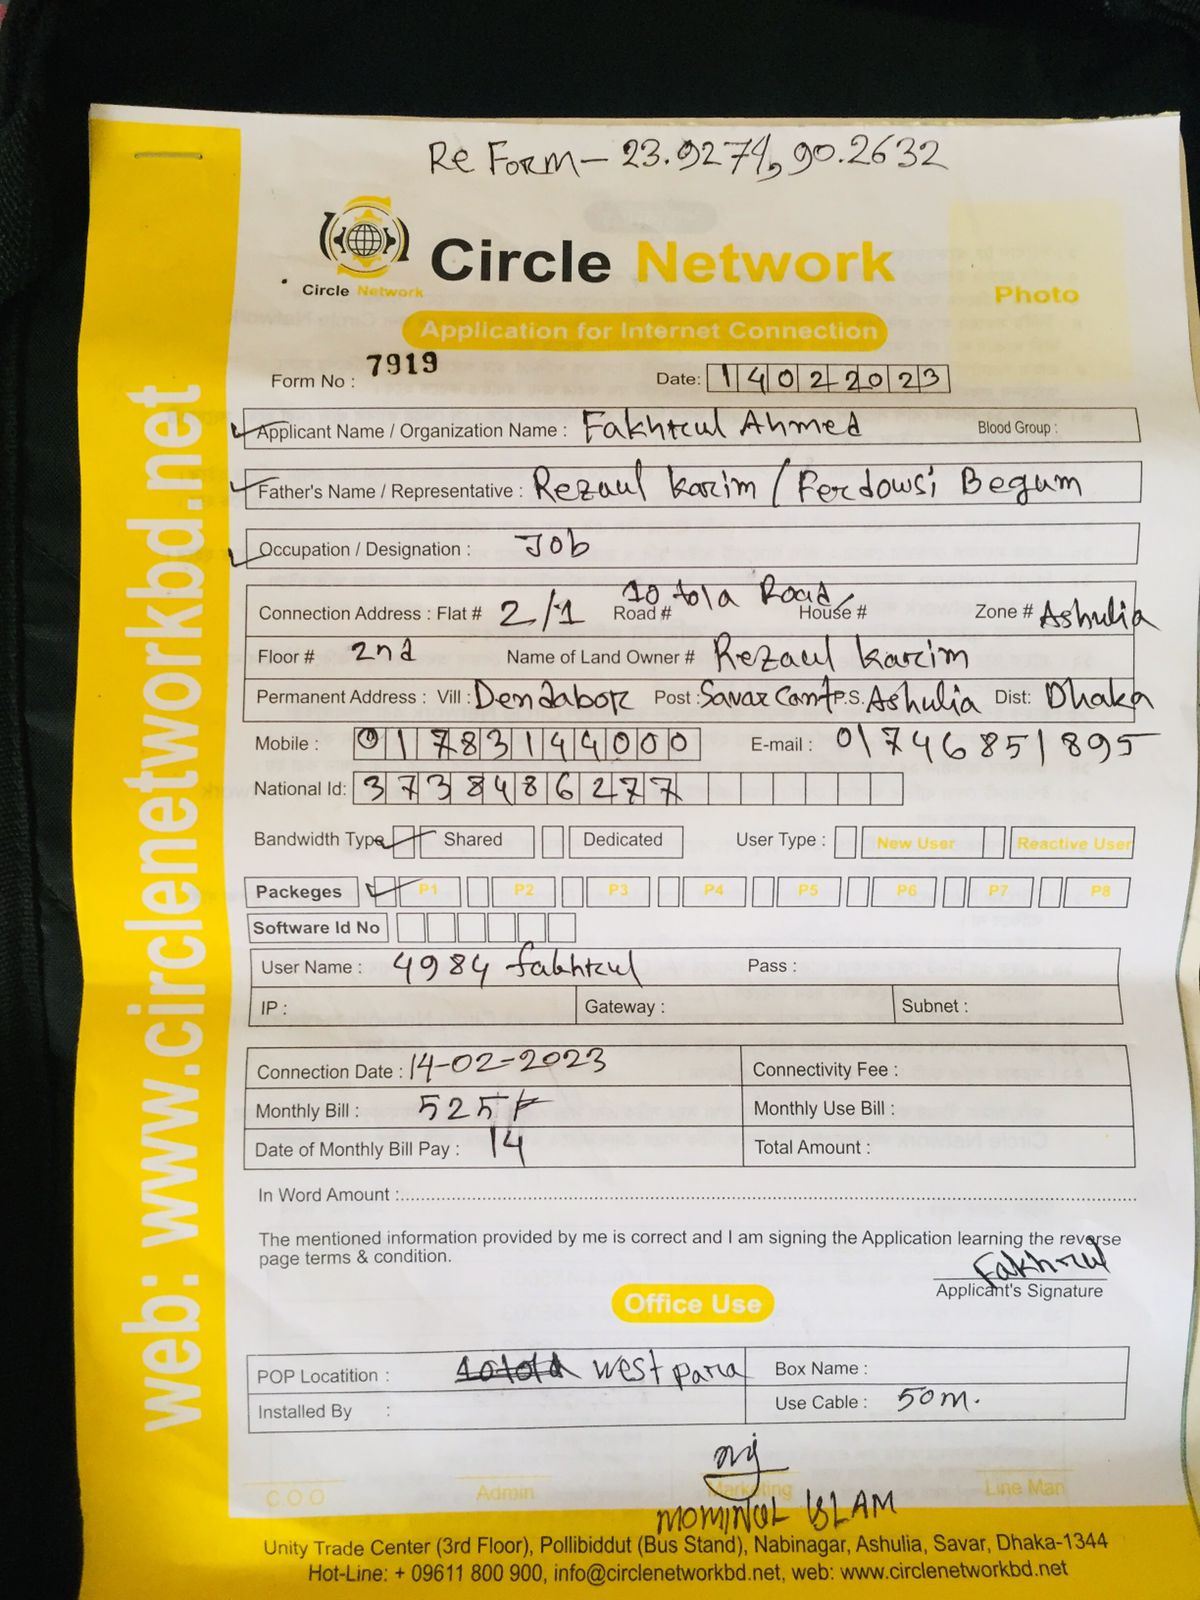 Re Form - 23.9274, 90.2632
Circle Network
Circle Network
Photo
Application for Internet Connection
Form No : 7919 Date: 14022023
Applicant Name / Organization Name : Fakhrul Ahmed Blood Group :
Father's Name / Representative : Rezaul Karim / Ferdowsi Begum
Occupation / Designation : Job
Connection Address : Flat # 2/1 Road # 10 tola Road House # Zone # Ashulia
Floor # 2nd Name of Land Owner # Rezaul Karim
Permanent Address : Vill : Dendabor Post : Savar Cant P.S. Ashulia Dist: Dhaka
Mobile : 01783144000 E-mail : 01746851895
National Id: 3738486277
Bandwidth Type Shared Dedicated User Type : New User Reactive User
Packeges P1 P2 P3 P4 P5 P6 P7 P8
Software Id No
User Name : 4984 fakhrul Pass :
IP : Gateway : Subnet :
Connection Date : 14-02-2023 Connectivity Fee :
Monthly Bill : 525/- Monthly Use Bill :
Date of Monthly Bill Pay : 14 Total Amount :
In Word Amount :
The mentioned information provided by me is correct and I am signing the Application learning the reverse
page terms & condition.
Fakhrul
Applicant's Signature
Office Use
POP Locatition : west para Box Name :
Installed By : Use Cable : 50m.
C.O.O Admin Marketing Line Man
MOMINUL ISLAM
Unity Trade Center (3rd Floor), Pollibiddut (Bus Stand), Nabinagar, Ashulia, Savar, Dhaka-1344
Hot-Line: + 09611 800 900, info@circlenetworkbd.net, web: www.circlenetworkbd.net
web: www.circlenetworkbd.net